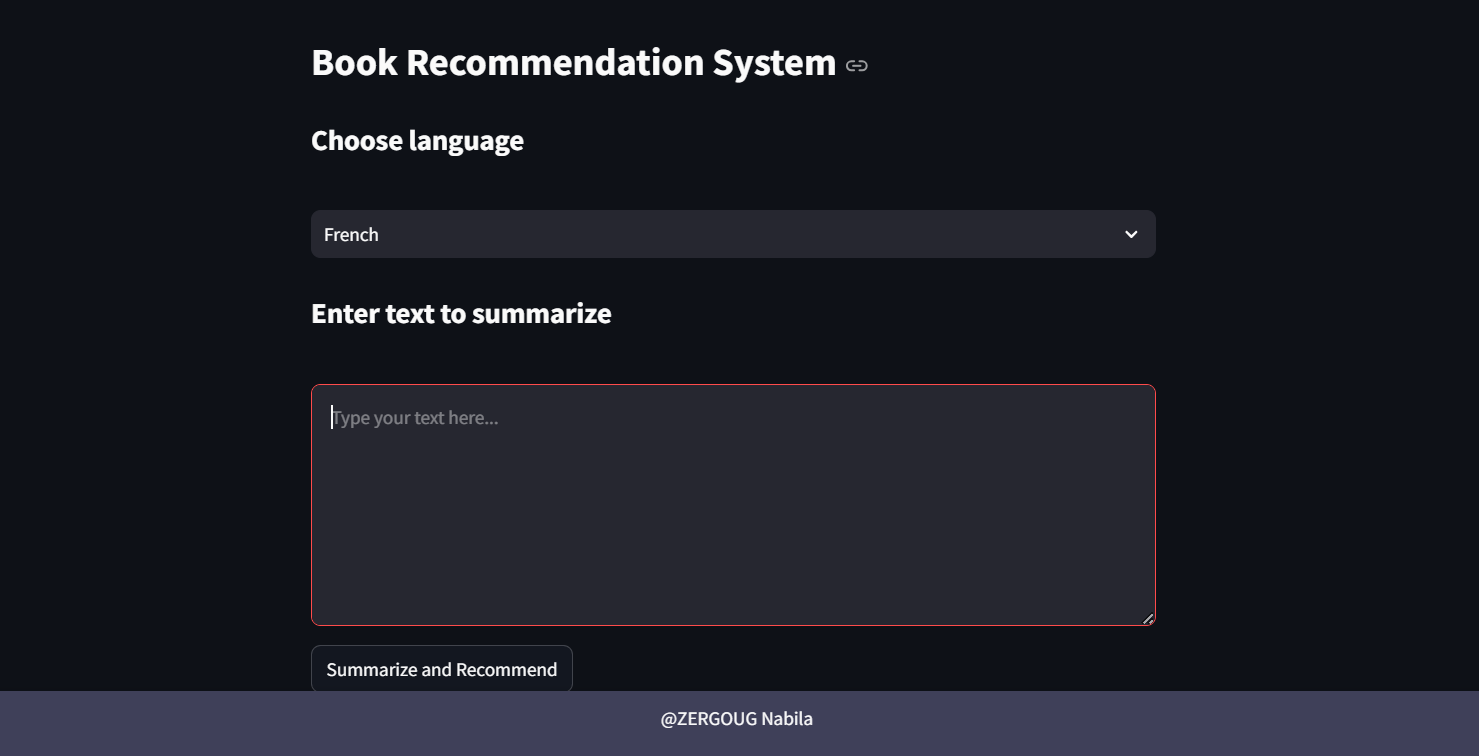 Book Recommendation System
Choose language
French
Enter text to summarize
Type your text here...
Summarize and Recommend
@ZERGOUG Nabila